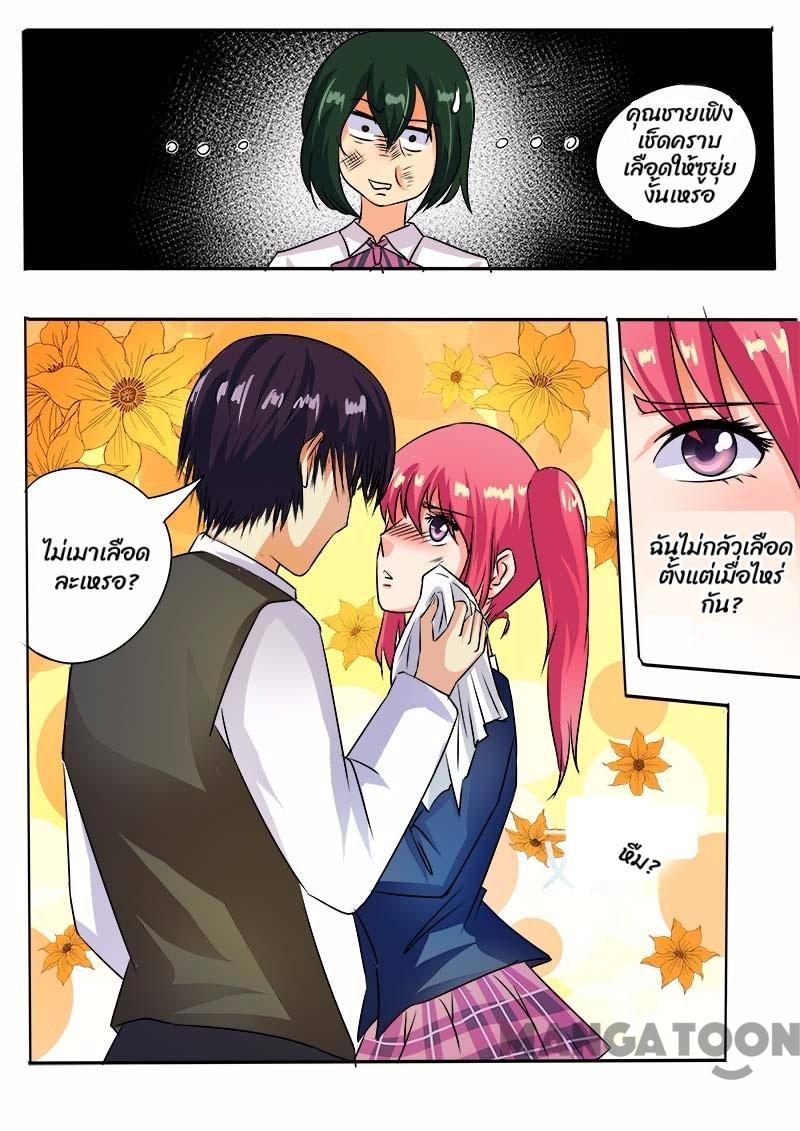 คุณชายเฟิง
เช็ดคราบ
เลือดให้ซูยุ่ย
งั้นเหรอ
ไม่เมาเลือด
ละเหรอ?
ฉันไม่กลัวเลือด
ตั้งแต่เมื่อไหร่
กัน?
หืม?
MANGATOON